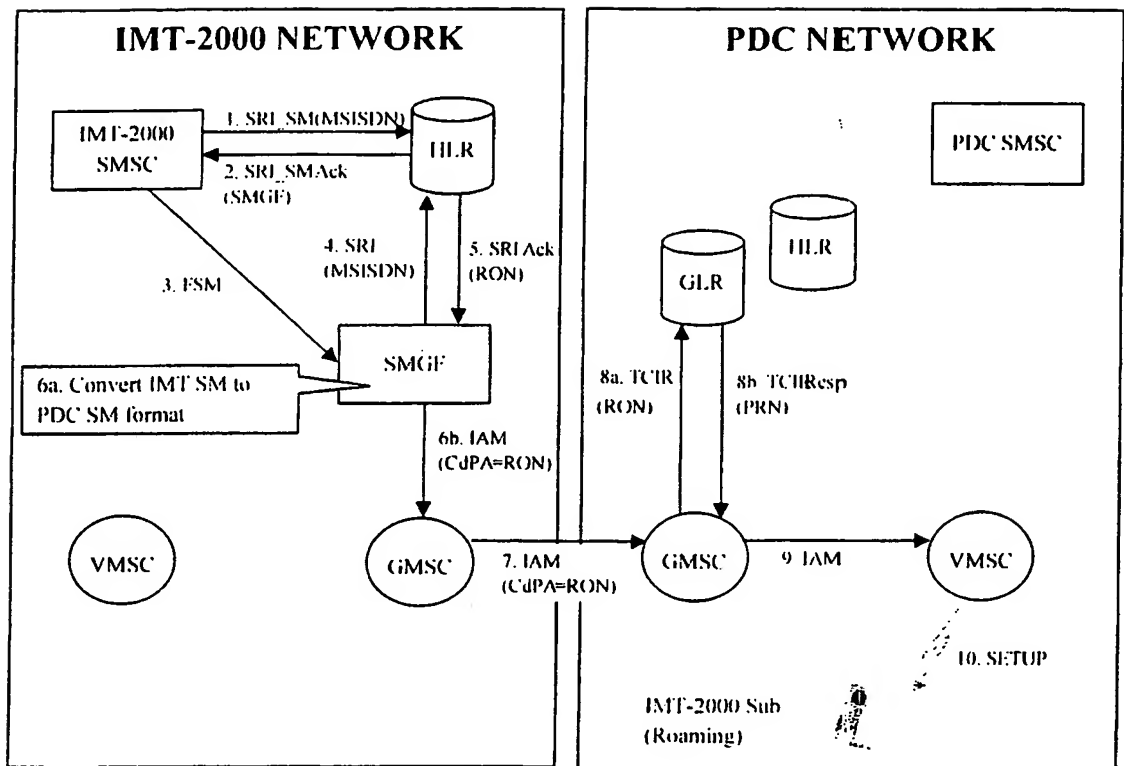 IMT-2000 NETWORK
IMT-2000
SMSC
1. SRI_SM(MSISDN)
2. SRI_SMAck
(SMGF)
HLR
3. FSM
4. SRI
(MSISDN)
5. SRI Ack
(RON)
SMGF
6a. Convert IMT SM to
PDC SM format
6b. IAM
(CdPA=RON)
VMSC
GMSC
7. IAM
(CdPA=RON)
PDC NETWORK
PDC SMSC
HLR
GLR
8a. TCIR
(RON)
8b. TCIRResp
(PRN)
GMSC
9. IAM
VMSC
10. SETUP
IMT-2000 Sub
(Roaming)